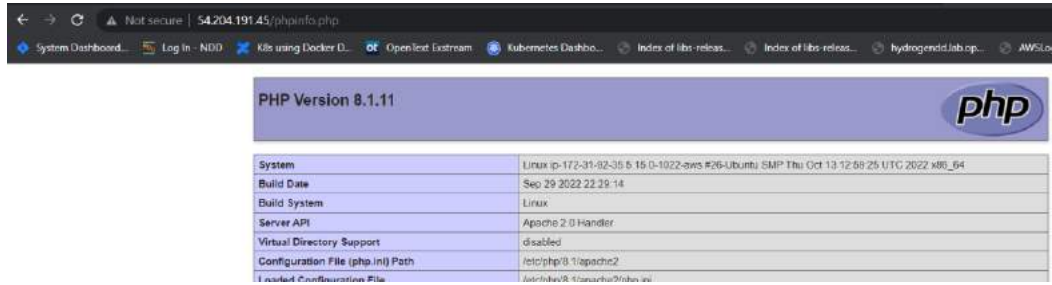 Not secure | 54.204.191.45/phpinfo.php
System Dashboard... Log In - NDD K8s using Docker D... ot OpenText Exstream Kubernetes Dashbo... Index of libs-releas... Index of libs-releas... hydrogendd.lab.op... AWSLo
PHP Version 8.1.11
php
System Linux ip-172-31-92-35 5.15.0-1022-aws #26-Ubuntu SMP Thu Oct 13 12:59:25 UTC 2022 x86_64
Build Date Sep 29 2022 22:29:14
Build System Linux
Server API Apache 2.0 Handler
Virtual Directory Support disabled
Configuration File (php.ini) Path /etc/php/8.1/apache2
Loaded Configuration File /etc/php/8.1/apache2/php.ini